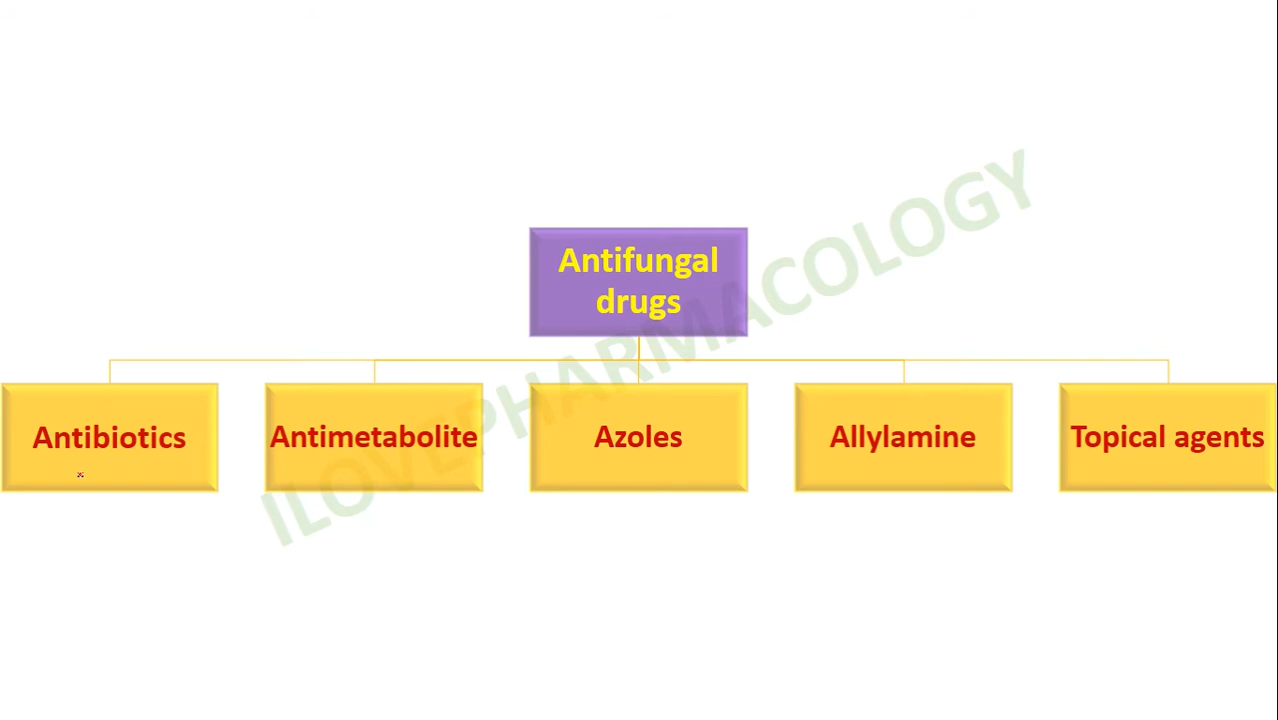 Antifungal
drugs
Antibiotics
Antimetabolite
Azoles
Allylamine
Topical agents
ILOVEPHARMACOLOGY